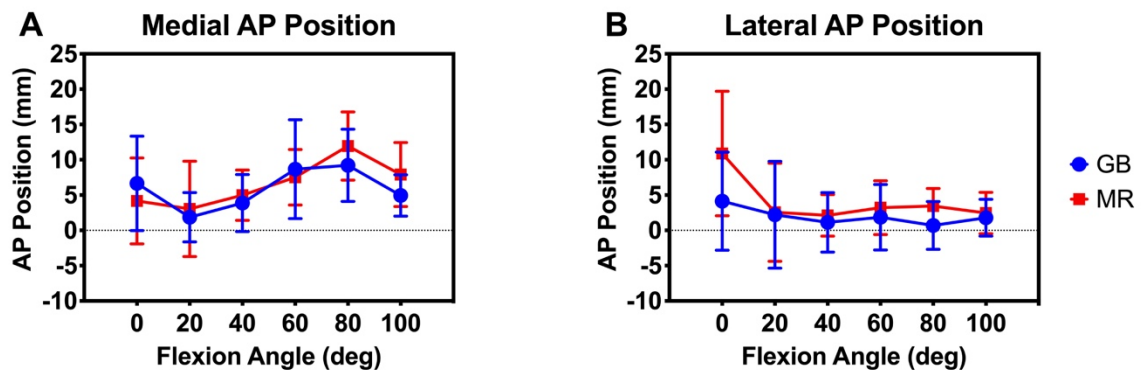 A Medial AP Position
25
20
15
10
5
0
-5
-10
AP Position (mm)
0 20 40 60 80 100
Flexion Angle (deg)
B Lateral AP Position
25
20
15
10
5
0
-5
-10
AP Position (mm)
0 20 40 60 80 100
Flexion Angle (deg)
GB
MR